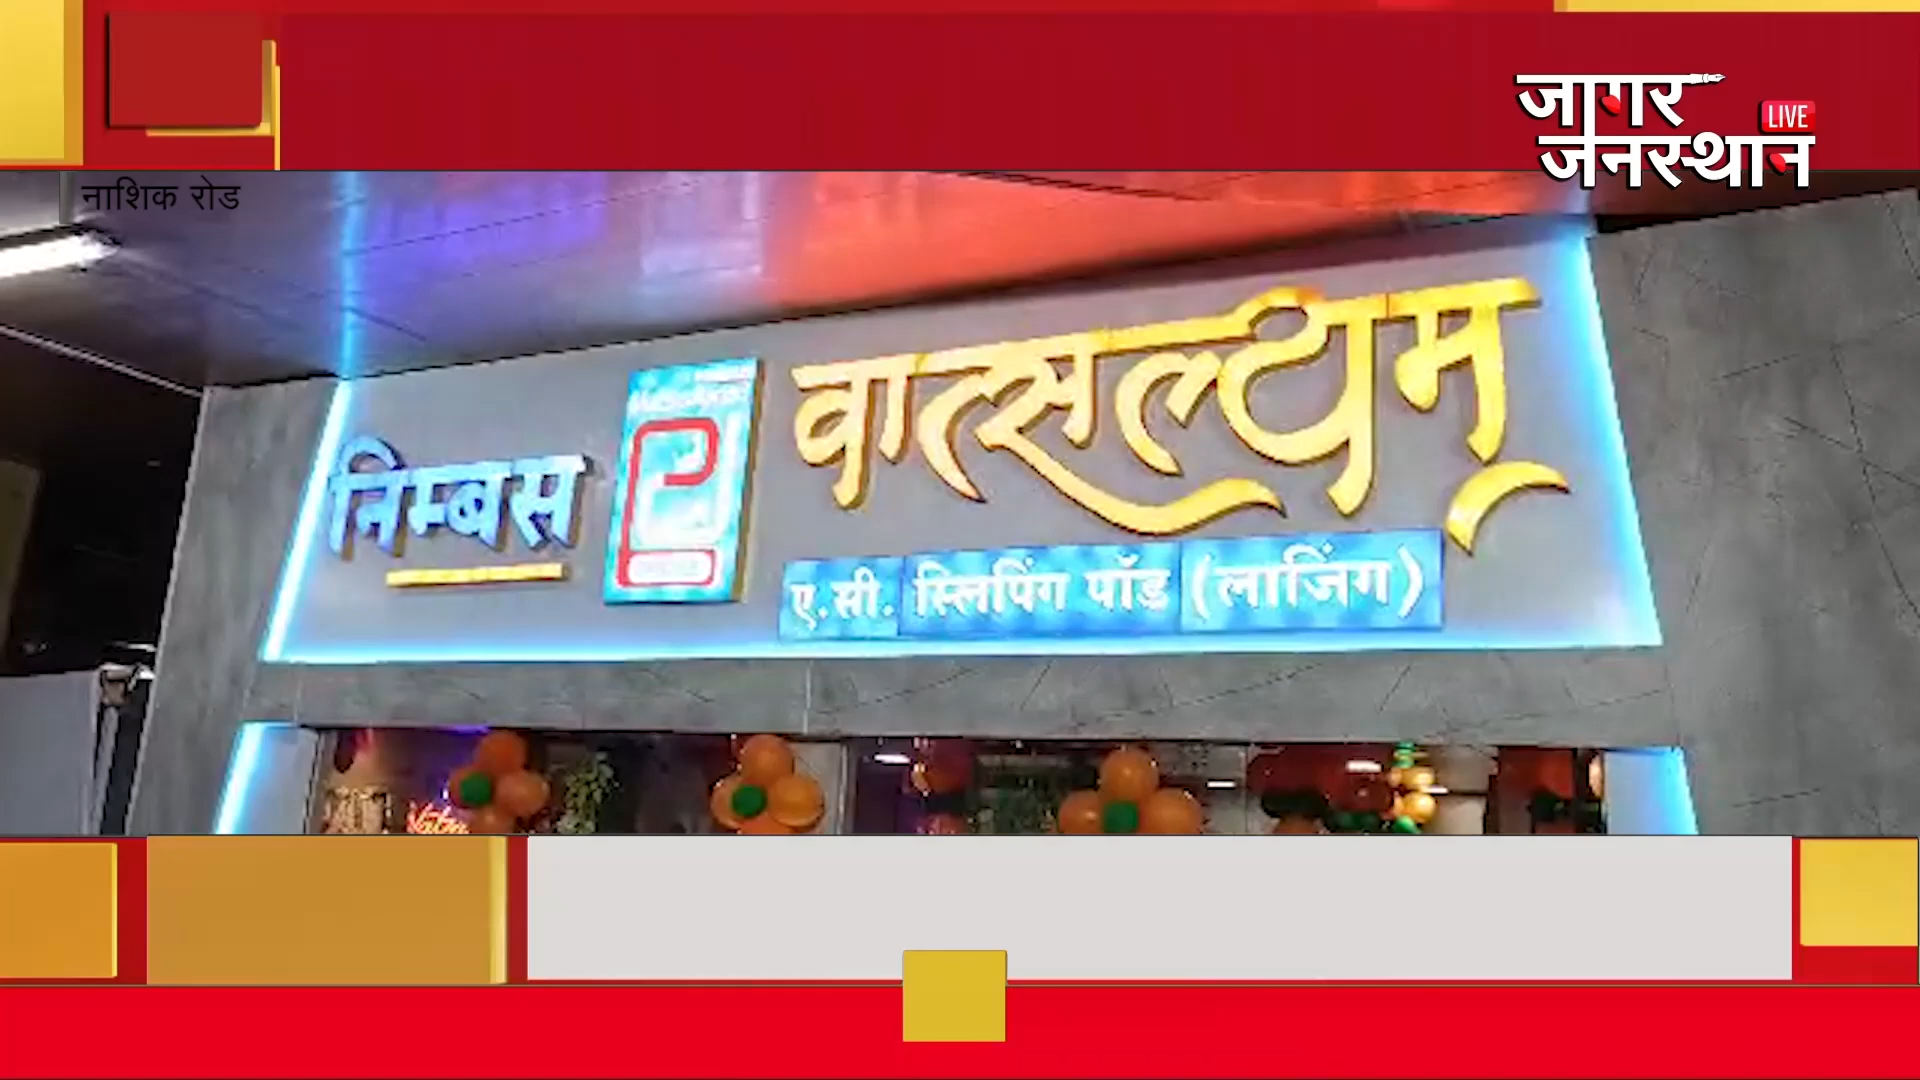 जागर
LIVE
जनस्थान
नाशिक रोड
वात्सल्यम्
निम्बस
ए.सी. स्लिपिंग पॉड (लाजिंग)